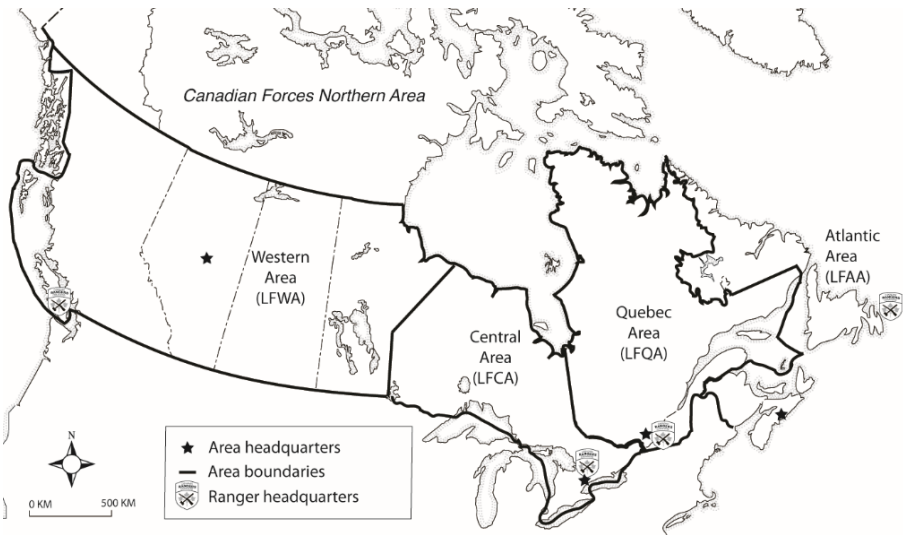 Canadian Forces Northern Area
Western
Area
(LFWA)
Central
Area
(LFCA)
Quebec
Area
(LFQA)
Atlantic
Area
(LFAA)
N
0 KM
500 KM
Area headquarters
Area boundaries
Ranger headquarters